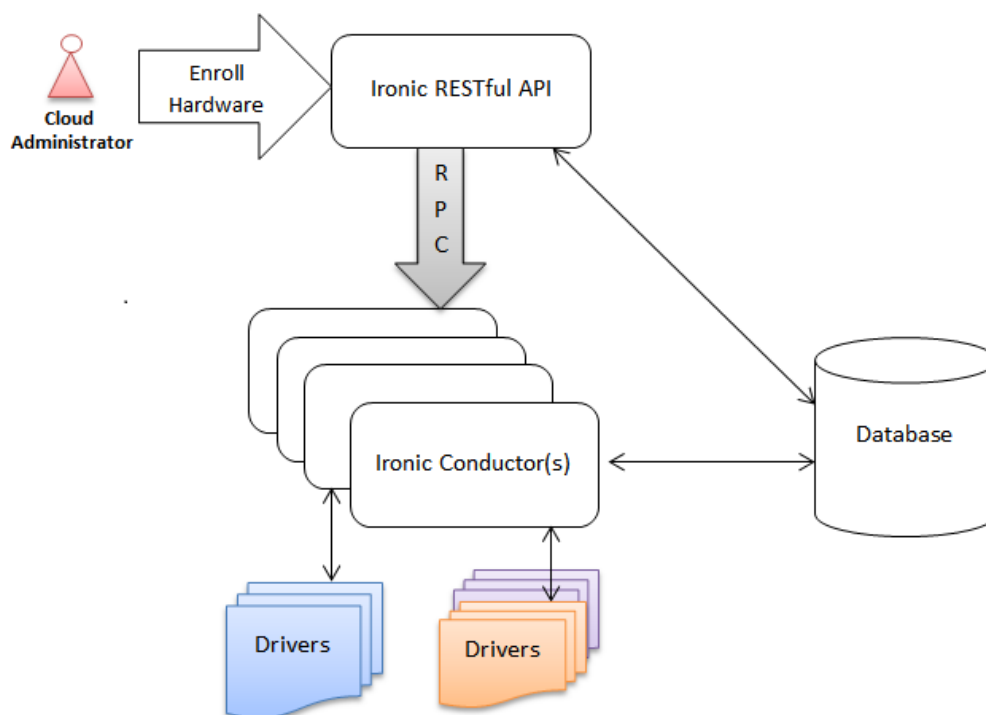 Enroll
Hardware
Cloud
Administrator
Ironic RESTful API
R
P
C
Ironic Conductor(s)
Database
Drivers
Drivers